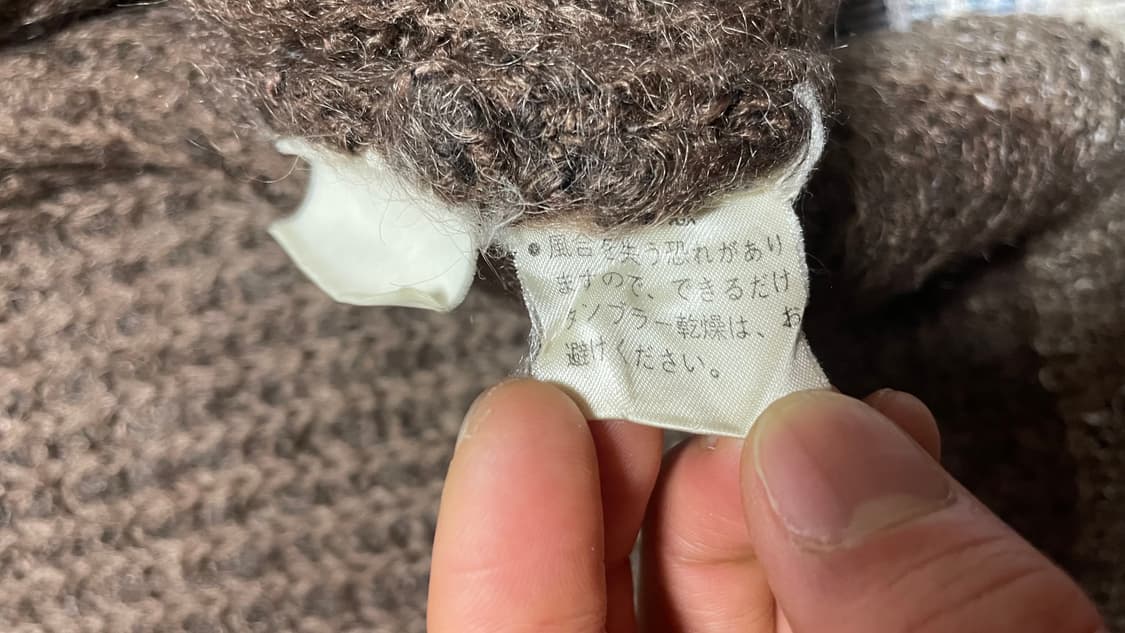 ●風合を失う恐れがあり
ますので、できるだけ
タンブラー乾燥は、お
避けください。